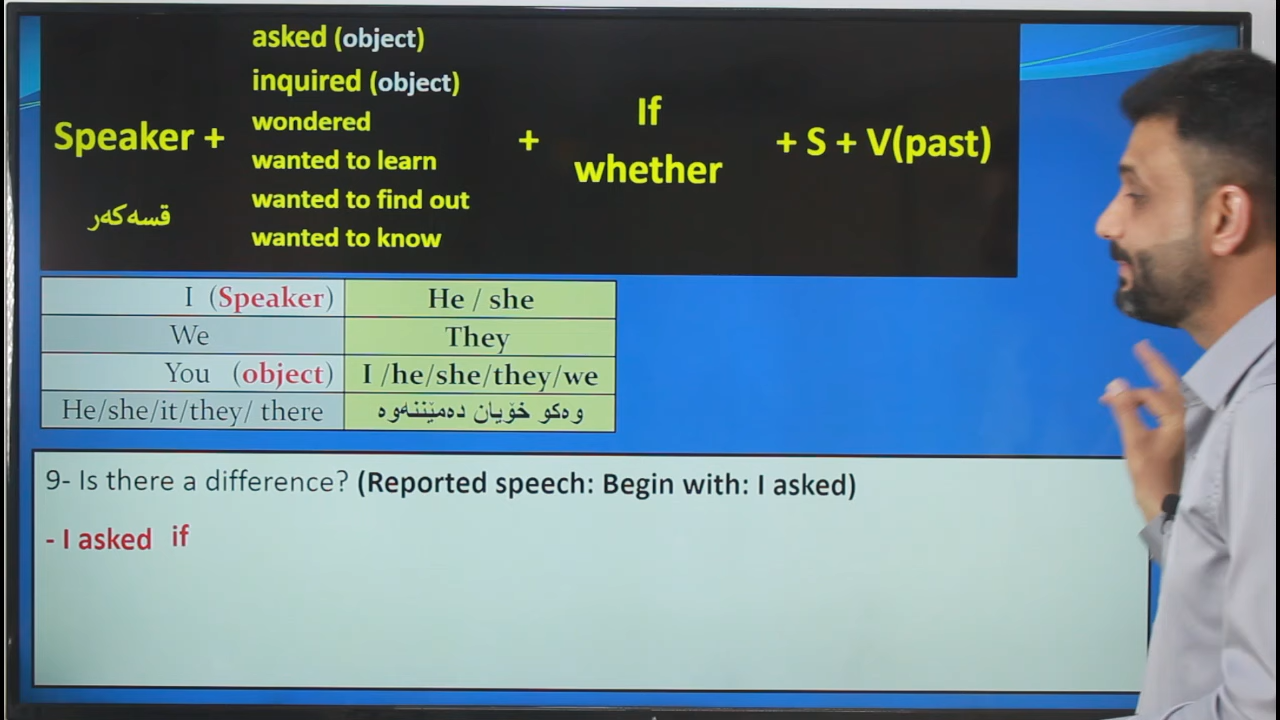 asked (object)
inquired (object)
wondered
wanted to learn
wanted to find out
wanted to know
Speaker +
قسەکەر
+
If
whether
+ S + V(past)
I (Speaker) He / she
We They
You (object) I /he/she/they/we
He/she/it/they/ there وەکو خۆیان دەمێننەوە
9- Is there a difference? (Reported speech: Begin with: I asked)
- I asked if